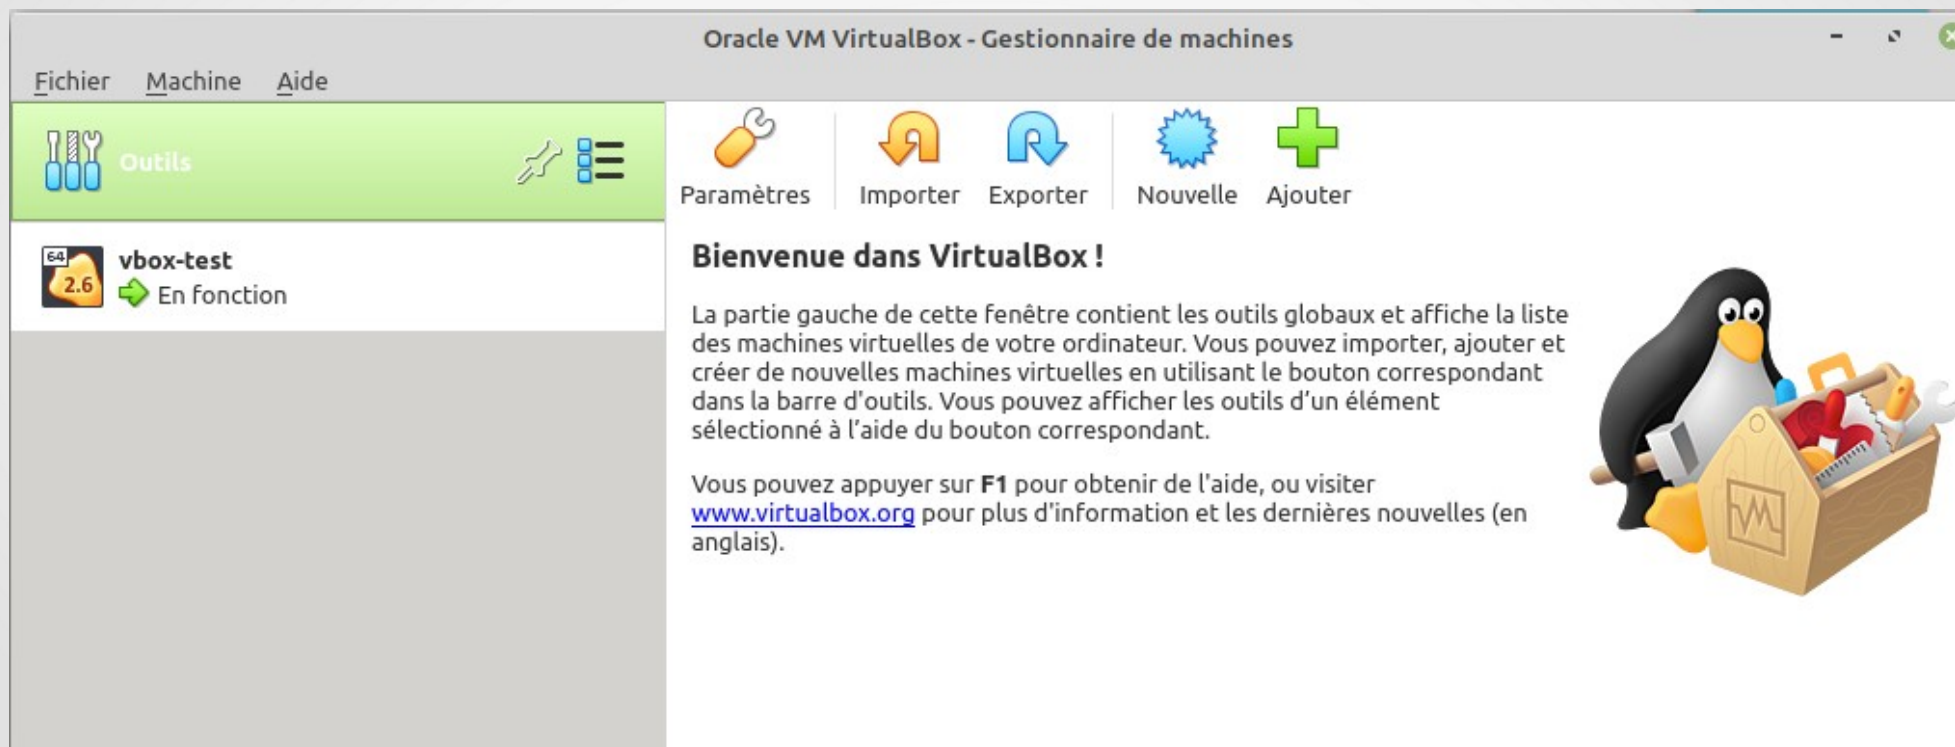 Oracle VM VirtualBox - Gestionnaire de machines
Fichier Machine Aide
Outils
Paramètres Importer Exporter Nouvelle Ajouter
64
2.6
vbox-test
En fonction
Bienvenue dans VirtualBox !
La partie gauche de cette fenêtre contient les outils globaux et affiche la liste
des machines virtuelles de votre ordinateur. Vous pouvez importer, ajouter et
créer de nouvelles machines virtuelles en utilisant le bouton correspondant
dans la barre d'outils. Vous pouvez afficher les outils d’un élément
sélectionné à l’aide du bouton correspondant.
Vous pouvez appuyer sur F1 pour obtenir de l'aide, ou visiter
www.virtualbox.org pour plus d'information et les dernières nouvelles (en
anglais).